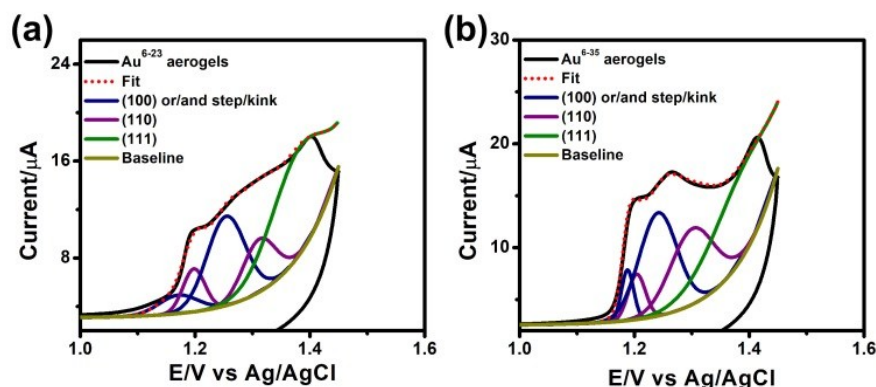 (a)
Au6-23 aerogels
Fit
(100) or/and step/kink
(110)
(111)
Baseline
Current/μA
24
16
8
1.0 1.2 1.4 1.6
E/V vs Ag/AgCl
(b)
Au6-35 aerogels
Fit
(100) or/and step/kink
(110)
(111)
Baseline
Current/μA
30
20
10
1.0 1.2 1.4 1.6
E/V vs Ag/AgCl